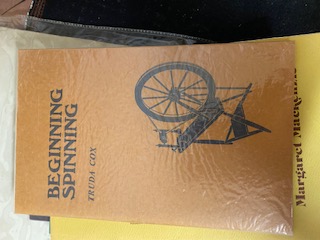 BEGINNING
SPINNING
TRUDA COX
Margaret MacKenzie